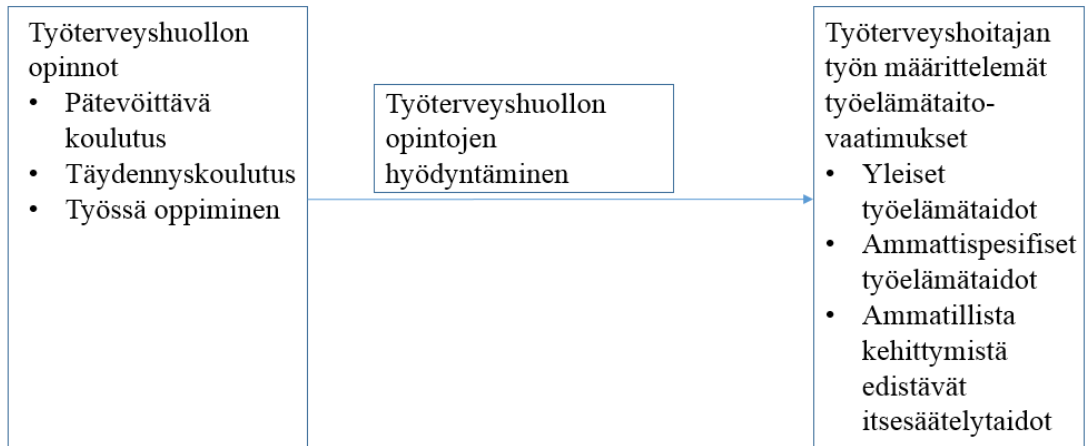 Työterveyshuollon
opinnot
• Pätevöittävä
koulutus
• Täydennyskoulutus
• Työssä oppiminen
Työterveyshuollon
opintojen
hyödyntäminen
Työterveyshoitajan
työn määrittelemät
työelämätaito-
vaatimukset
• Yleiset
työelämätaidot
• Ammattispesifiset
työelämätaidot
• Ammatillista
kehittymistä
edistävät
itsesäätelytaidot